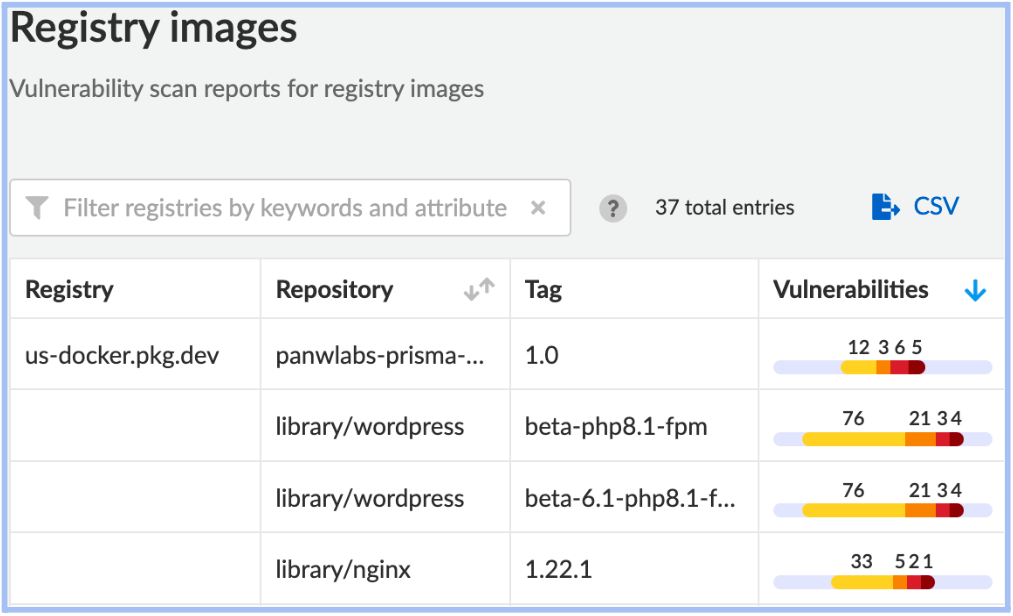 Registry images
Vulnerability scan reports for registry images
Filter registries by keywords and attribute
? 37 total entries CSV
Registry Repository Tag Vulnerabilities
us-docker.pkg.dev panwlabs-prisma-... 1.0 12 3 6 5
library/wordpress beta-php8.1-fpm 76 21 3 4
library/wordpress beta-6.1-php8.1-f... 76 21 3 4
library/nginx 1.22.1 33 5 2 1